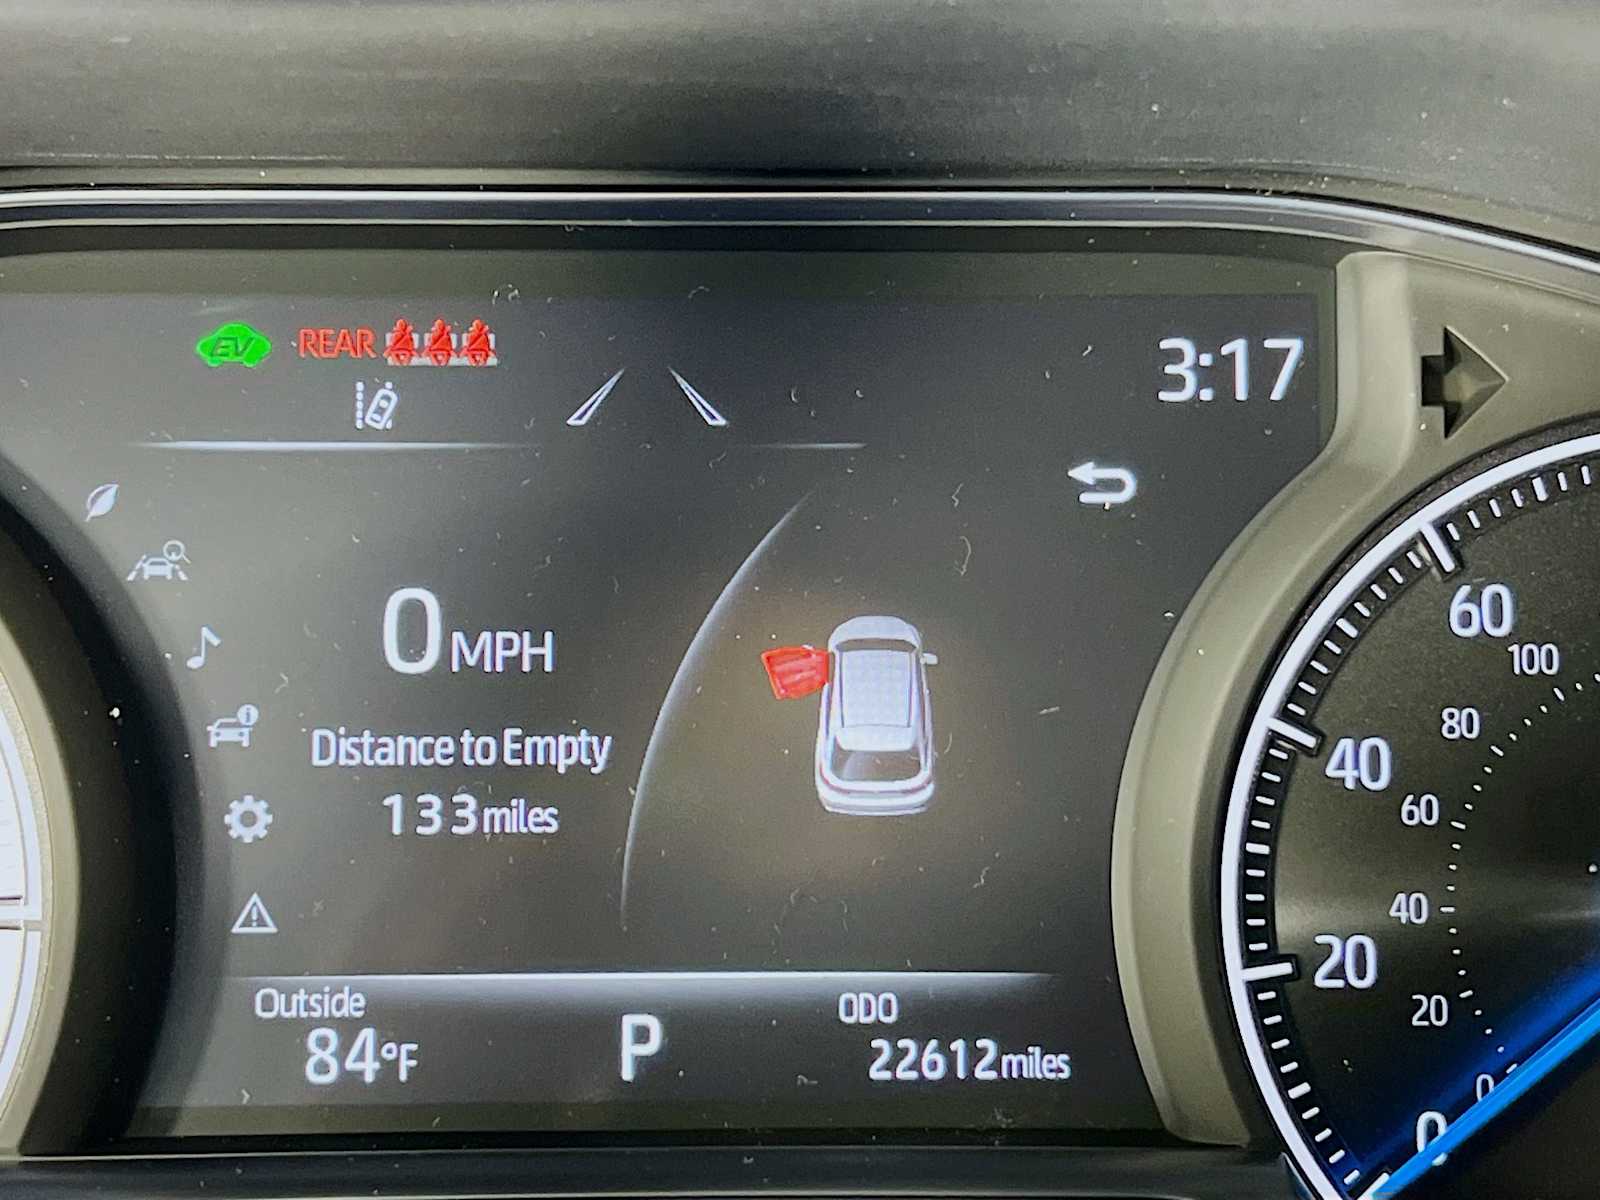 EV REAR
3:17
0 MPH
Distance to Empty
133 miles
Outside
84°F
P
ODO
22612 miles
60
100
80
40
60
40
20
20
0
0